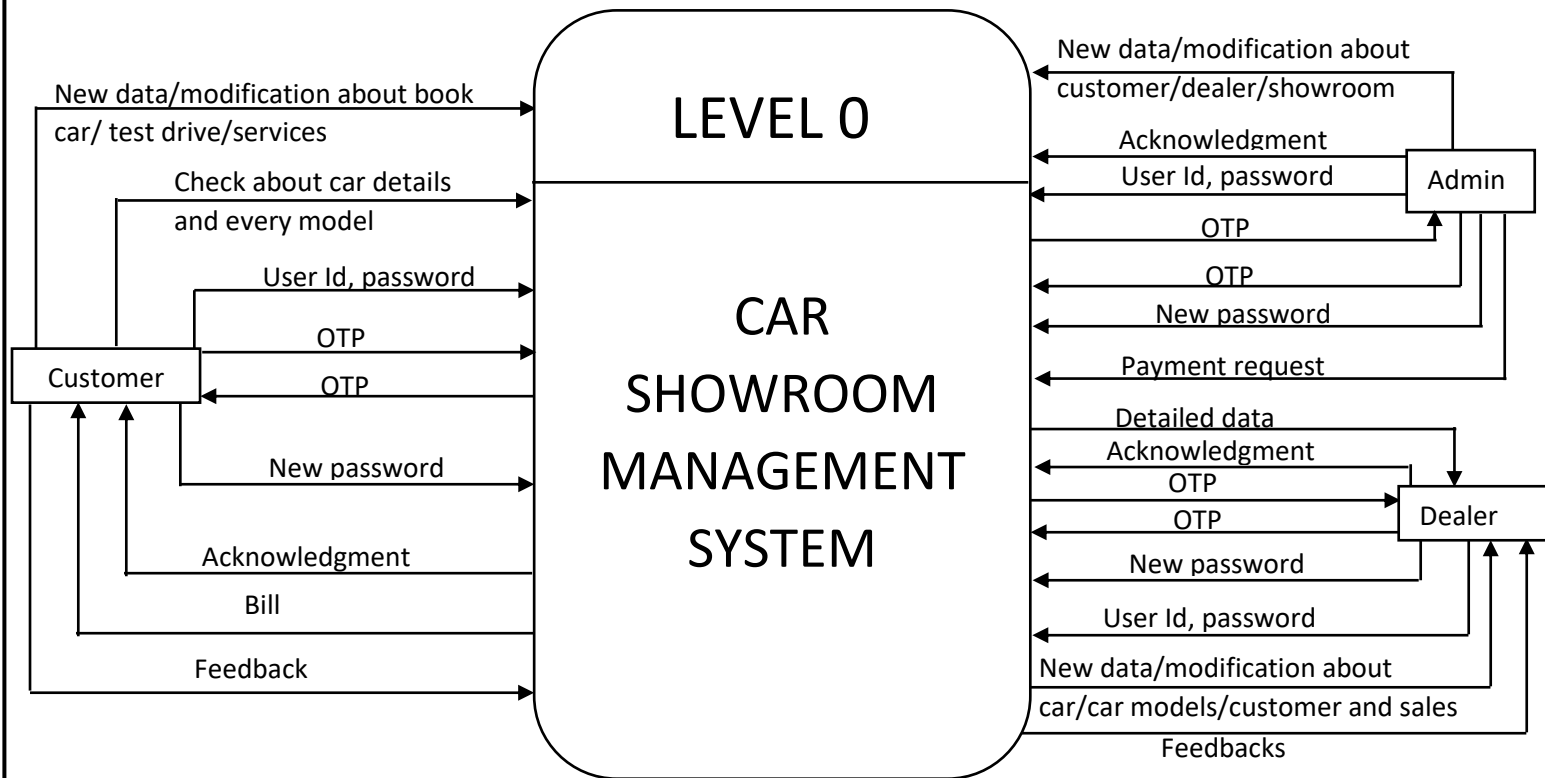 New data/modification about book
car/ test drive/services
Check about car details
and every model
User Id, password
OTP
OTP
Customer
New password
Acknowledgment
Bill
Feedback
LEVEL 0
CAR
SHOWROOM
MANAGEMENT
SYSTEM
New data/modification about
customer/dealer/showroom
Acknowledgment
User Id, password
Admin
OTP
OTP
New password
Payment request
Detailed data
Acknowledgment
OTP
OTP
Dealer
New password
User Id, password
New data/modification about
car/car models/customer and sales
Feedbacks